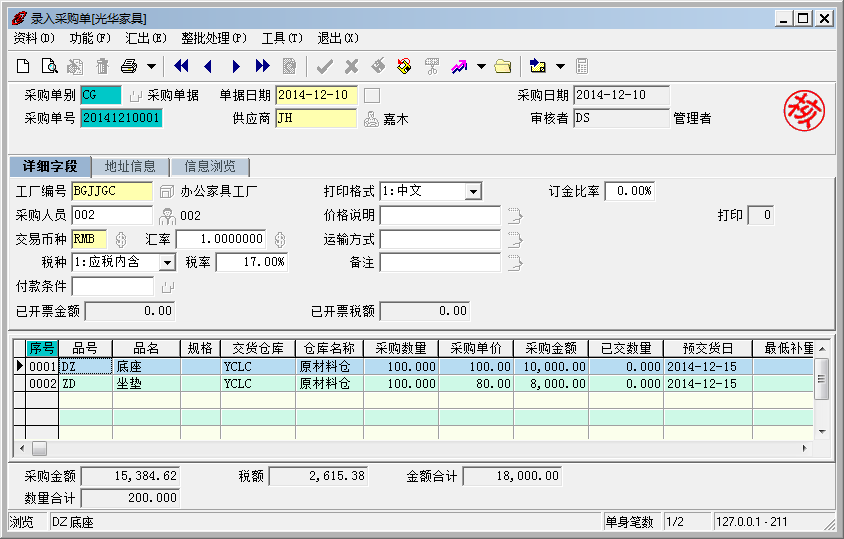 录入采购单[光华家具]
资料(D) 功能(F) 汇出(E) 整批处理(P) 工具(T) 退出(X)
采购单别 CG 采购单据 单据日期 2014-12-10 采购日期 2014-12-10
采购单号 20141210001 供应商 JH 嘉木 审核者 DS 管理者
核
详细字段 地址信息 信息浏览
工厂编号 BGJJGC 办公家具工厂 打印格式 1:中文 订金比率 0.00%
采购人员 002 002 价格说明 打印 0
交易币种 RMB 汇率 1.0000000 运输方式
税种 1:应税内含 税率 17.00% 备注
付款条件
已开票金额 0.00 已开票税额 0.00
序号 品号 品名 规格 交货仓库 仓库名称 采购数量 采购单价 采购金额 已交数量 预交货日 最低补量
0001 DZ 底座 YCLC 原材料仓 100.000 100.00 10,000.00 0.000 2014-12-15
0002 ZD 坐垫 YCLC 原材料仓 100.000 80.00 8,000.00 0.000 2014-12-15
采购金额 15,384.62 税额 2,615.38 金额合计 18,000.00
数量合计 200.000
浏览 DZ 底座 单身笔数 1/2 127.0.0.1 - 211